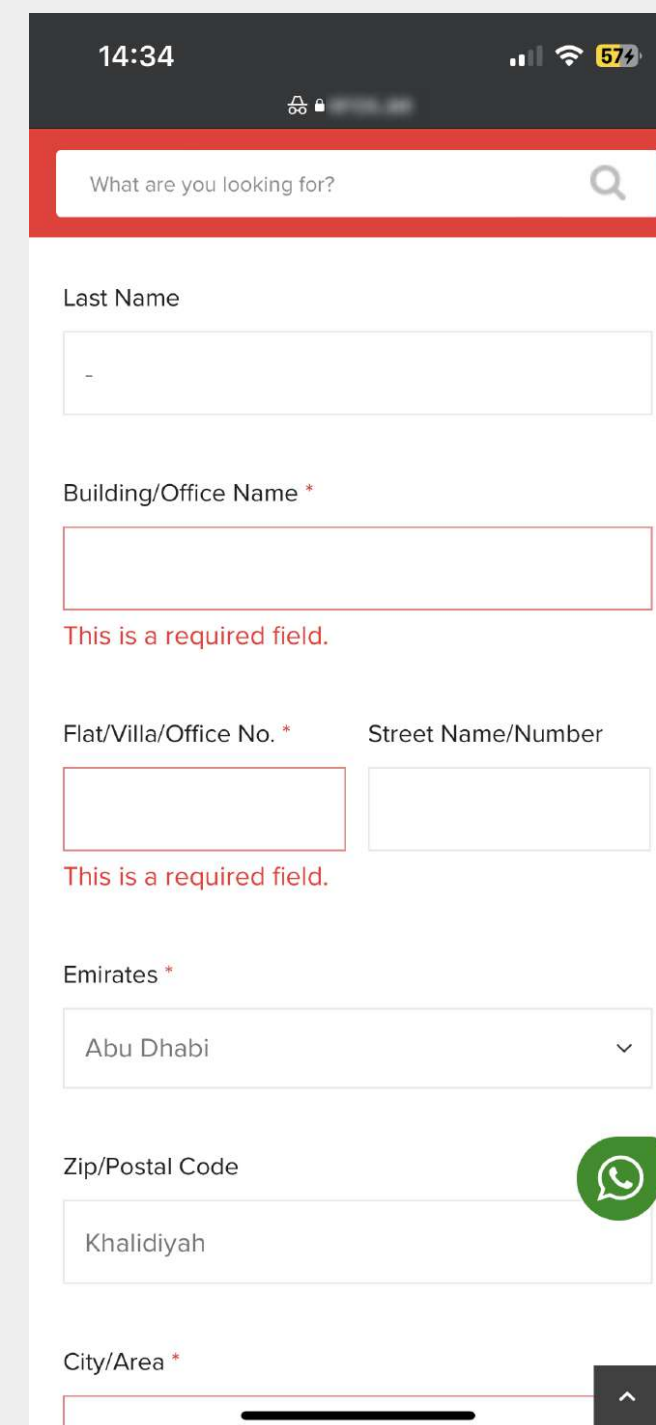 14:34
57
What are you looking for?
Last Name
-
Building/Office Name *
This is a required field.
Flat/Villa/Office No. * Street Name/Number
This is a required field.
Emirates *
Abu Dhabi
Zip/Postal Code
Khalidiyah
City/Area *